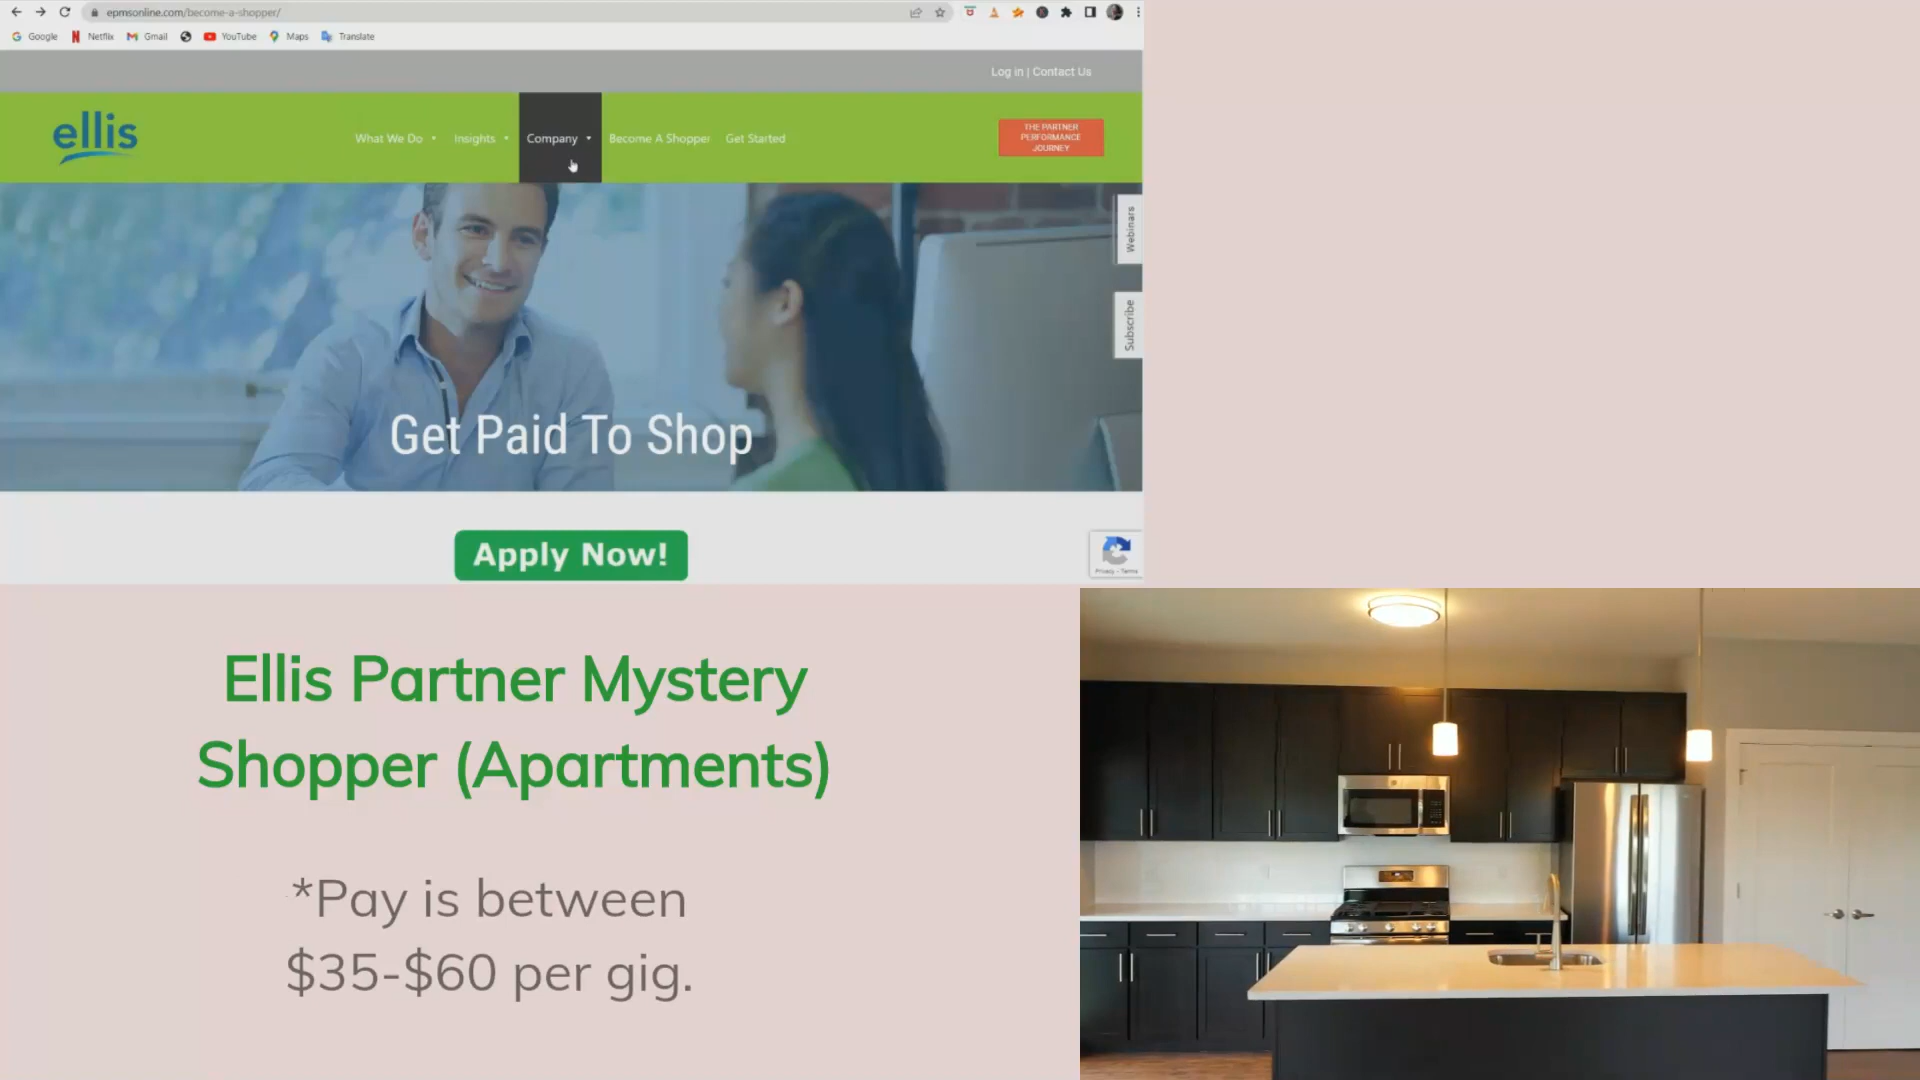 epmsonline.com/become-a-shopper/
Google Netflix Gmail YouTube Maps Translate
Log in | Contact Us
ellis
What We Do Insights Company Become A Shopper Get Started
THE PARTNER
PERFORMANCE
JOURNEY
Webinars
Subscribe
Get Paid To Shop
Apply Now!
Privacy - Terms
Ellis Partner Mystery
Shopper (Apartments)
*Pay is between
$35-$60 per gig.